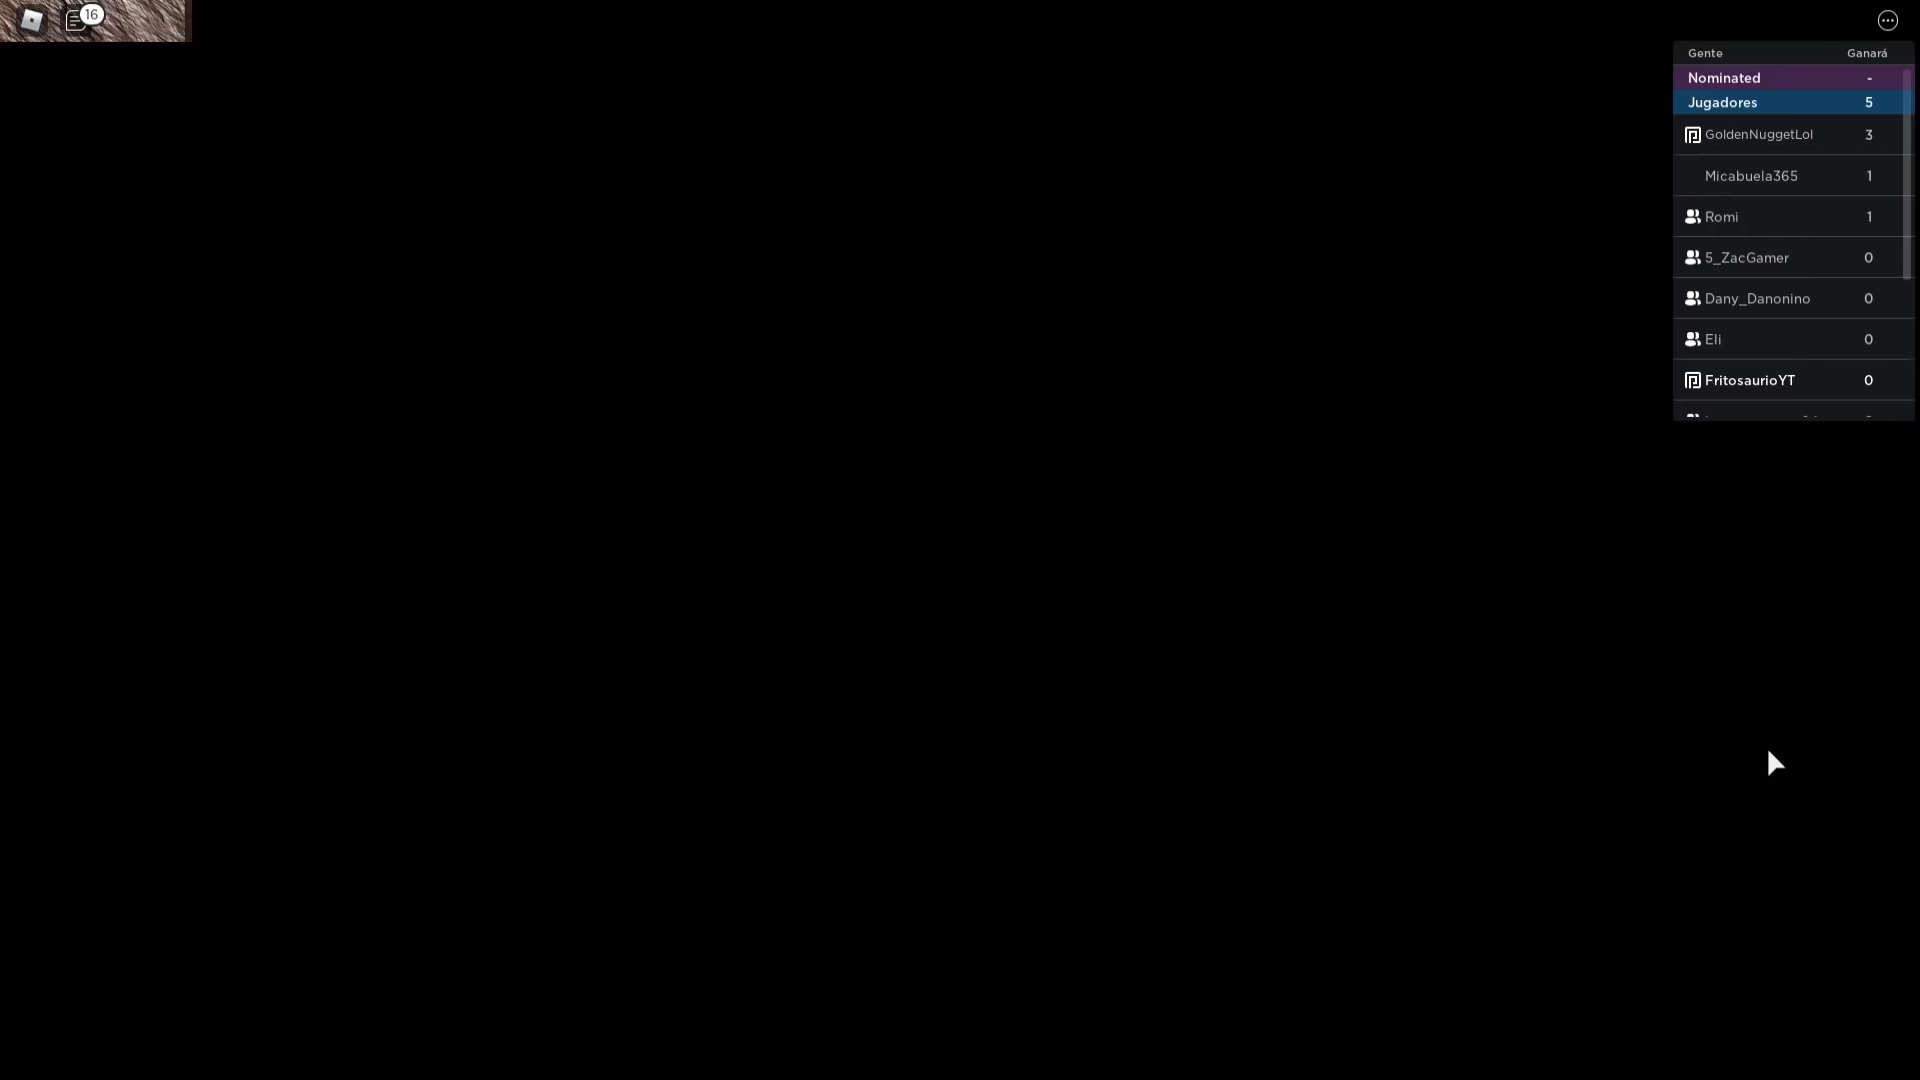 16
Gente Ganará
Nominated -
Jugadores 5
GoldenNuggetLol 3
Micabuela365 1
Romi 1
5_ZacGamer 0
Dany_Danonino 0
Eli 0
FritosaurioYT 0